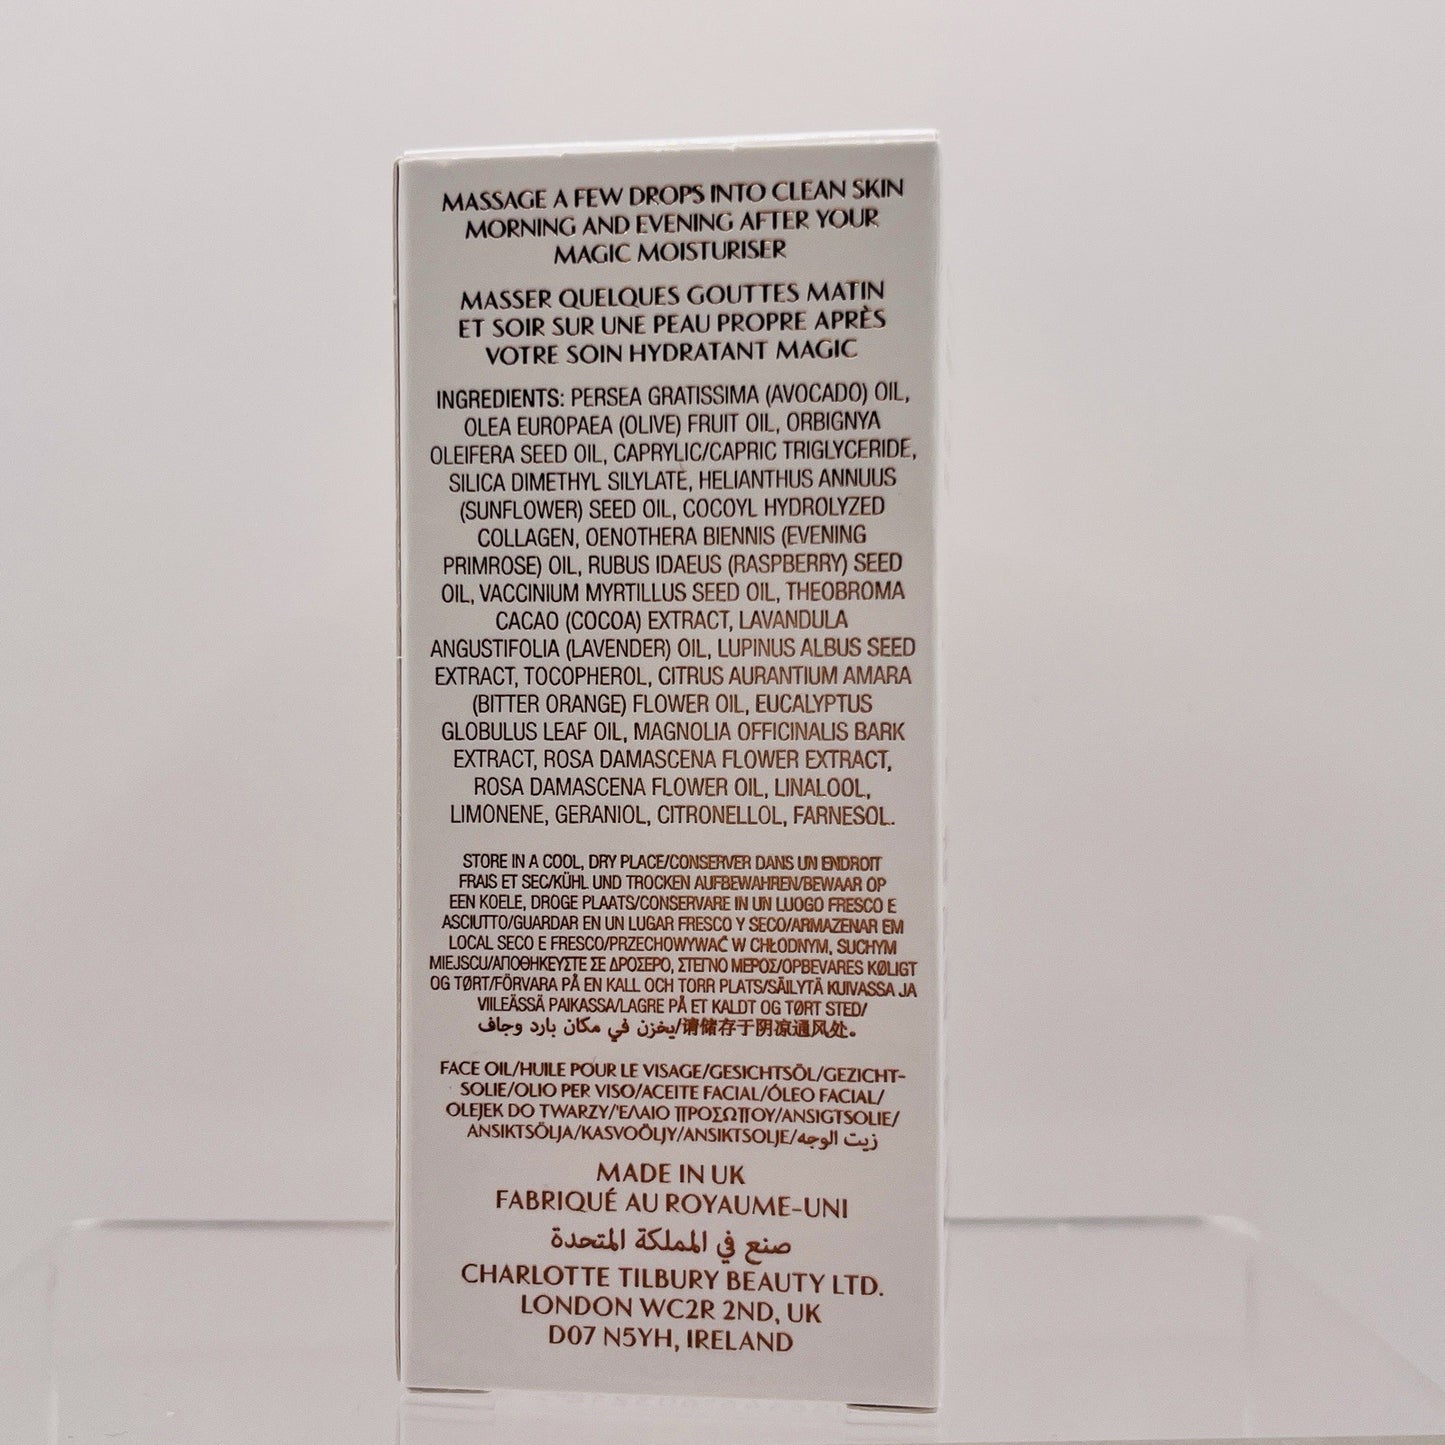 MASSAGE A FEW DROPS INTO CLEAN SKIN
MORNING AND EVENING AFTER YOUR
MAGIC MOISTURISER
MASSER QUELQUES GOUTTES MATIN
ET SOIR SUR UNE PEAU PROPRE APRÈS
VOTRE SOIN HYDRATANT MAGIC
INGREDIENTS: PERSEA GRATISSIMA (AVOCADO) OIL,
OLEA EUROPAEA (OLIVE) FRUIT OIL, ORBIGNYA
OLEIFERA SEED OIL, CAPRYLIC/CAPRIC TRIGLYCERIDE,
SILICA DIMETHYL SILYLATE, HELIANTHUS ANNUUS
(SUNFLOWER) SEED OIL, COCOYL HYDROLYZED
COLLAGEN, OENOTHERA BIENNIS (EVENING
PRIMROSE) OIL, RUBUS IDAEUS (RASPBERRY) SEED
OIL, VACCINIUM MYRTILLUS SEED OIL, THEOBROMA
CACAO (COCOA) EXTRACT, LAVANDULA
ANGUSTIFOLIA (LAVENDER) OIL, LUPINUS ALBUS SEED
EXTRACT, TOCOPHEROL, CITRUS AURANTIUM AMARA
(BITTER ORANGE) FLOWER OIL, EUCALYPTUS
GLOBULUS LEAF OIL, MAGNOLIA OFFICINALIS BARK
EXTRACT, ROSA DAMASCENA FLOWER EXTRACT,
ROSA DAMASCENA FLOWER OIL, LINALOOL,
LIMONENE, GERANIOL, CITRONELLOL, FARNESOL.
STORE IN A COOL, DRY PLACE/CONSERVER DANS UN ENDROIT
FRAIS ET SEC/KÜHL UND TROCKEN AUFBEWAHREN/BEWAAR OP
EEN KOELE, DROGE PLAATS/CONSERVARE IN UN LUOGO FRESCO E
ASCIUTTO/GUARDAR EN UN LUGAR FRESCO Y SECO/ARMAZENAR EM
LOCAL SECO E FRESCO/PRZECHOWYWAĆ W CHŁODNYM, SUCHYM
MIEJSCU/ΑΠΟΘΗΚΕΥΣΤΕ ΣΕ ΔΡΟΣΕΡΟ, ΣΤΕΓΝΟ ΜΕΡΟΣ/OPBEVARES KØLIGT
OG TØRT/FÖRVARA PÅ EN KALL OCH TORR PLATS/SÄILYTÄ KUIVASSA JA
VIILEÄSSÄ PAIKASSA/LAGRE PÅ ET KALDT OG TØRT STED/
يخزن في مكان بارد وجاف/请储存于阴凉通风处。
FACE OIL/HUILE POUR LE VISAGE/GESICHTSÖL/GEZICHT-
SOLIE/OLIO PER VISO/ACEITE FACIAL/ÓLEO FACIAL/
OLEJEK DO TWARZY/ΈΛΑΙΟ ΠΡΟΣΩΠΟΥ/ANSIGTSOLIE/
ANSIKTSÖLJA/KASVOÖLJY/ANSIKTSOLJE/زيت الوجه
MADE IN UK
FABRIQUÉ AU ROYAUME-UNI
صنع في المملكة المتحدة
CHARLOTTE TILBURY BEAUTY LTD.
LONDON WC2R 2ND, UK
D07 N5YH, IRELAND